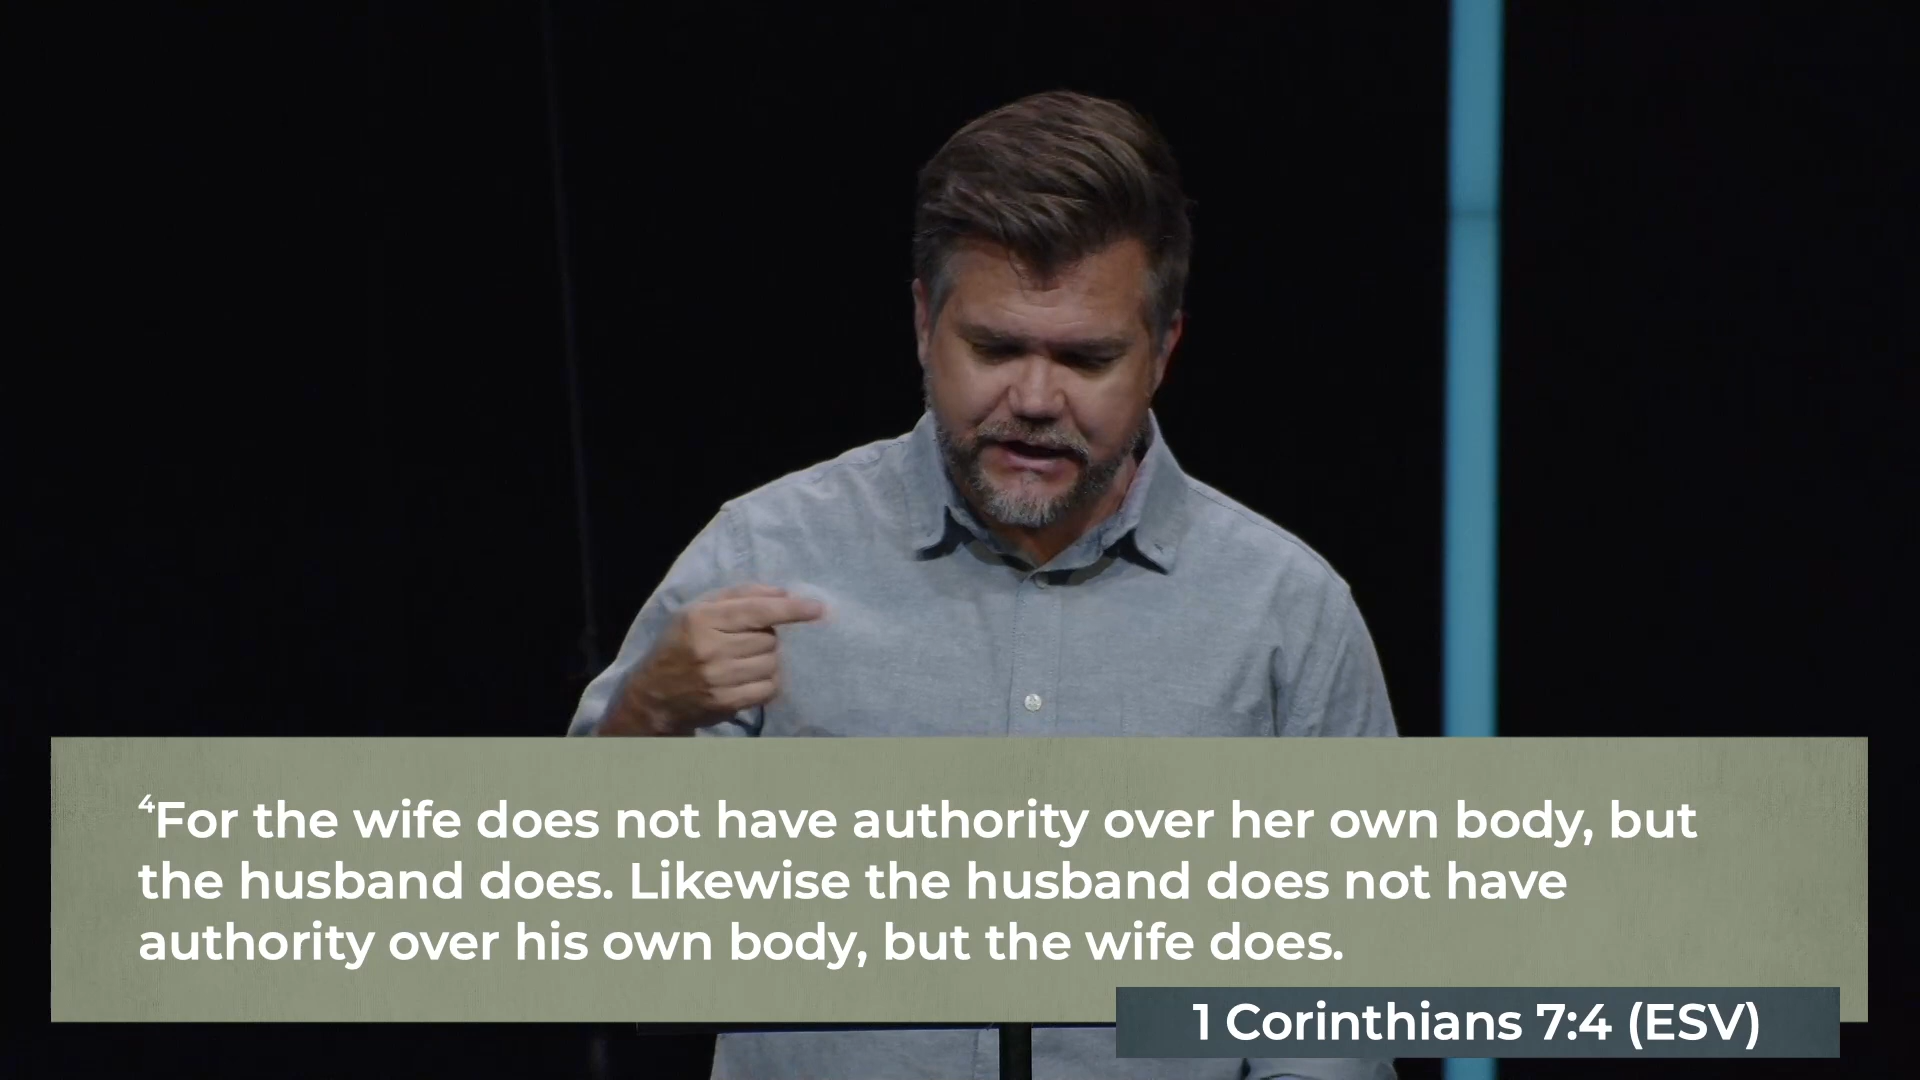 ⁴For the wife does not have authority over her own body, but
the husband does. Likewise the husband does not have
authority over his own body, but the wife does.
1 Corinthians 7:4 (ESV)